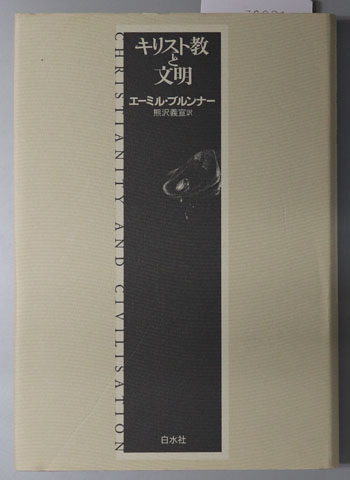 キリスト教
と
文明
エーミル・ブルンナー
熊沢義宣訳
CHRISTIANITY AND CIVILISATION
白水社